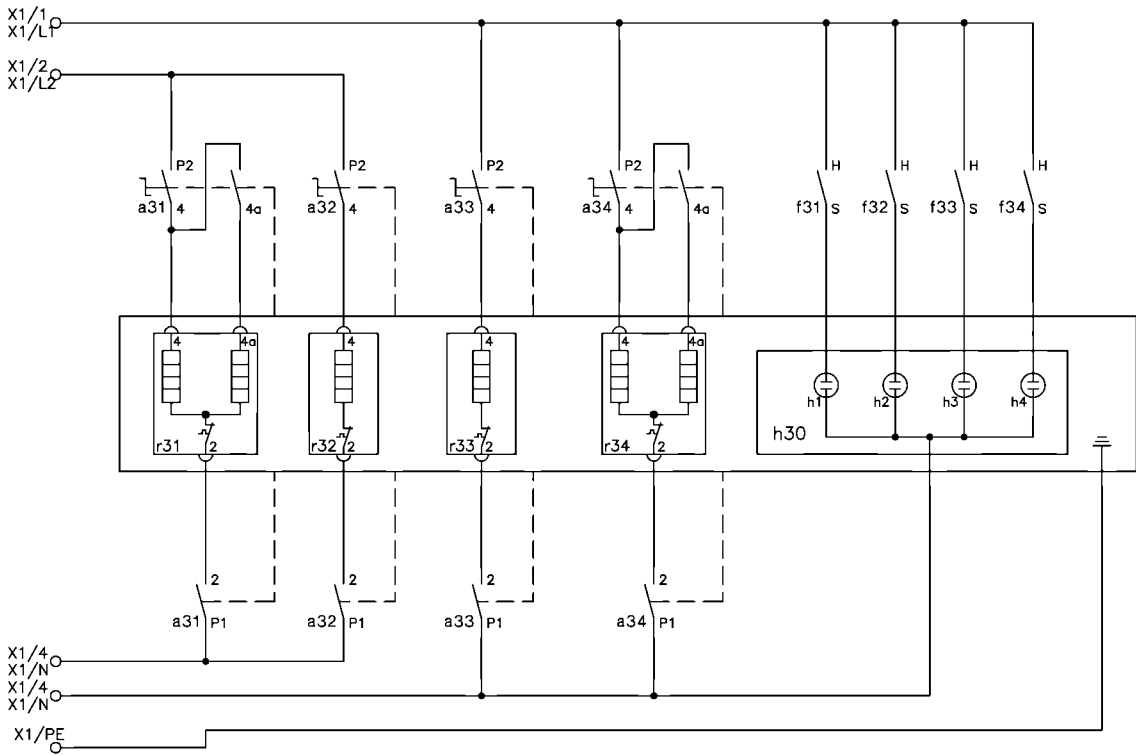 X1/1
X1/L1
X1/2
X1/L2
P2 P2 P2 P2 H H H H
a31 4 4a a32 4 a33 4 a34 4 4a f31 S f32 S f33 S f34 S
4 4a 4 4 4 4a
h1 h2 h3 h4
r31 2 r32 2 r33 2 r34 2 h30
2 2 2 2
a31 P1 a32 P1 a33 P1 a34 P1
X1/4
X1/N
X1/4
X1/N
X1/PE